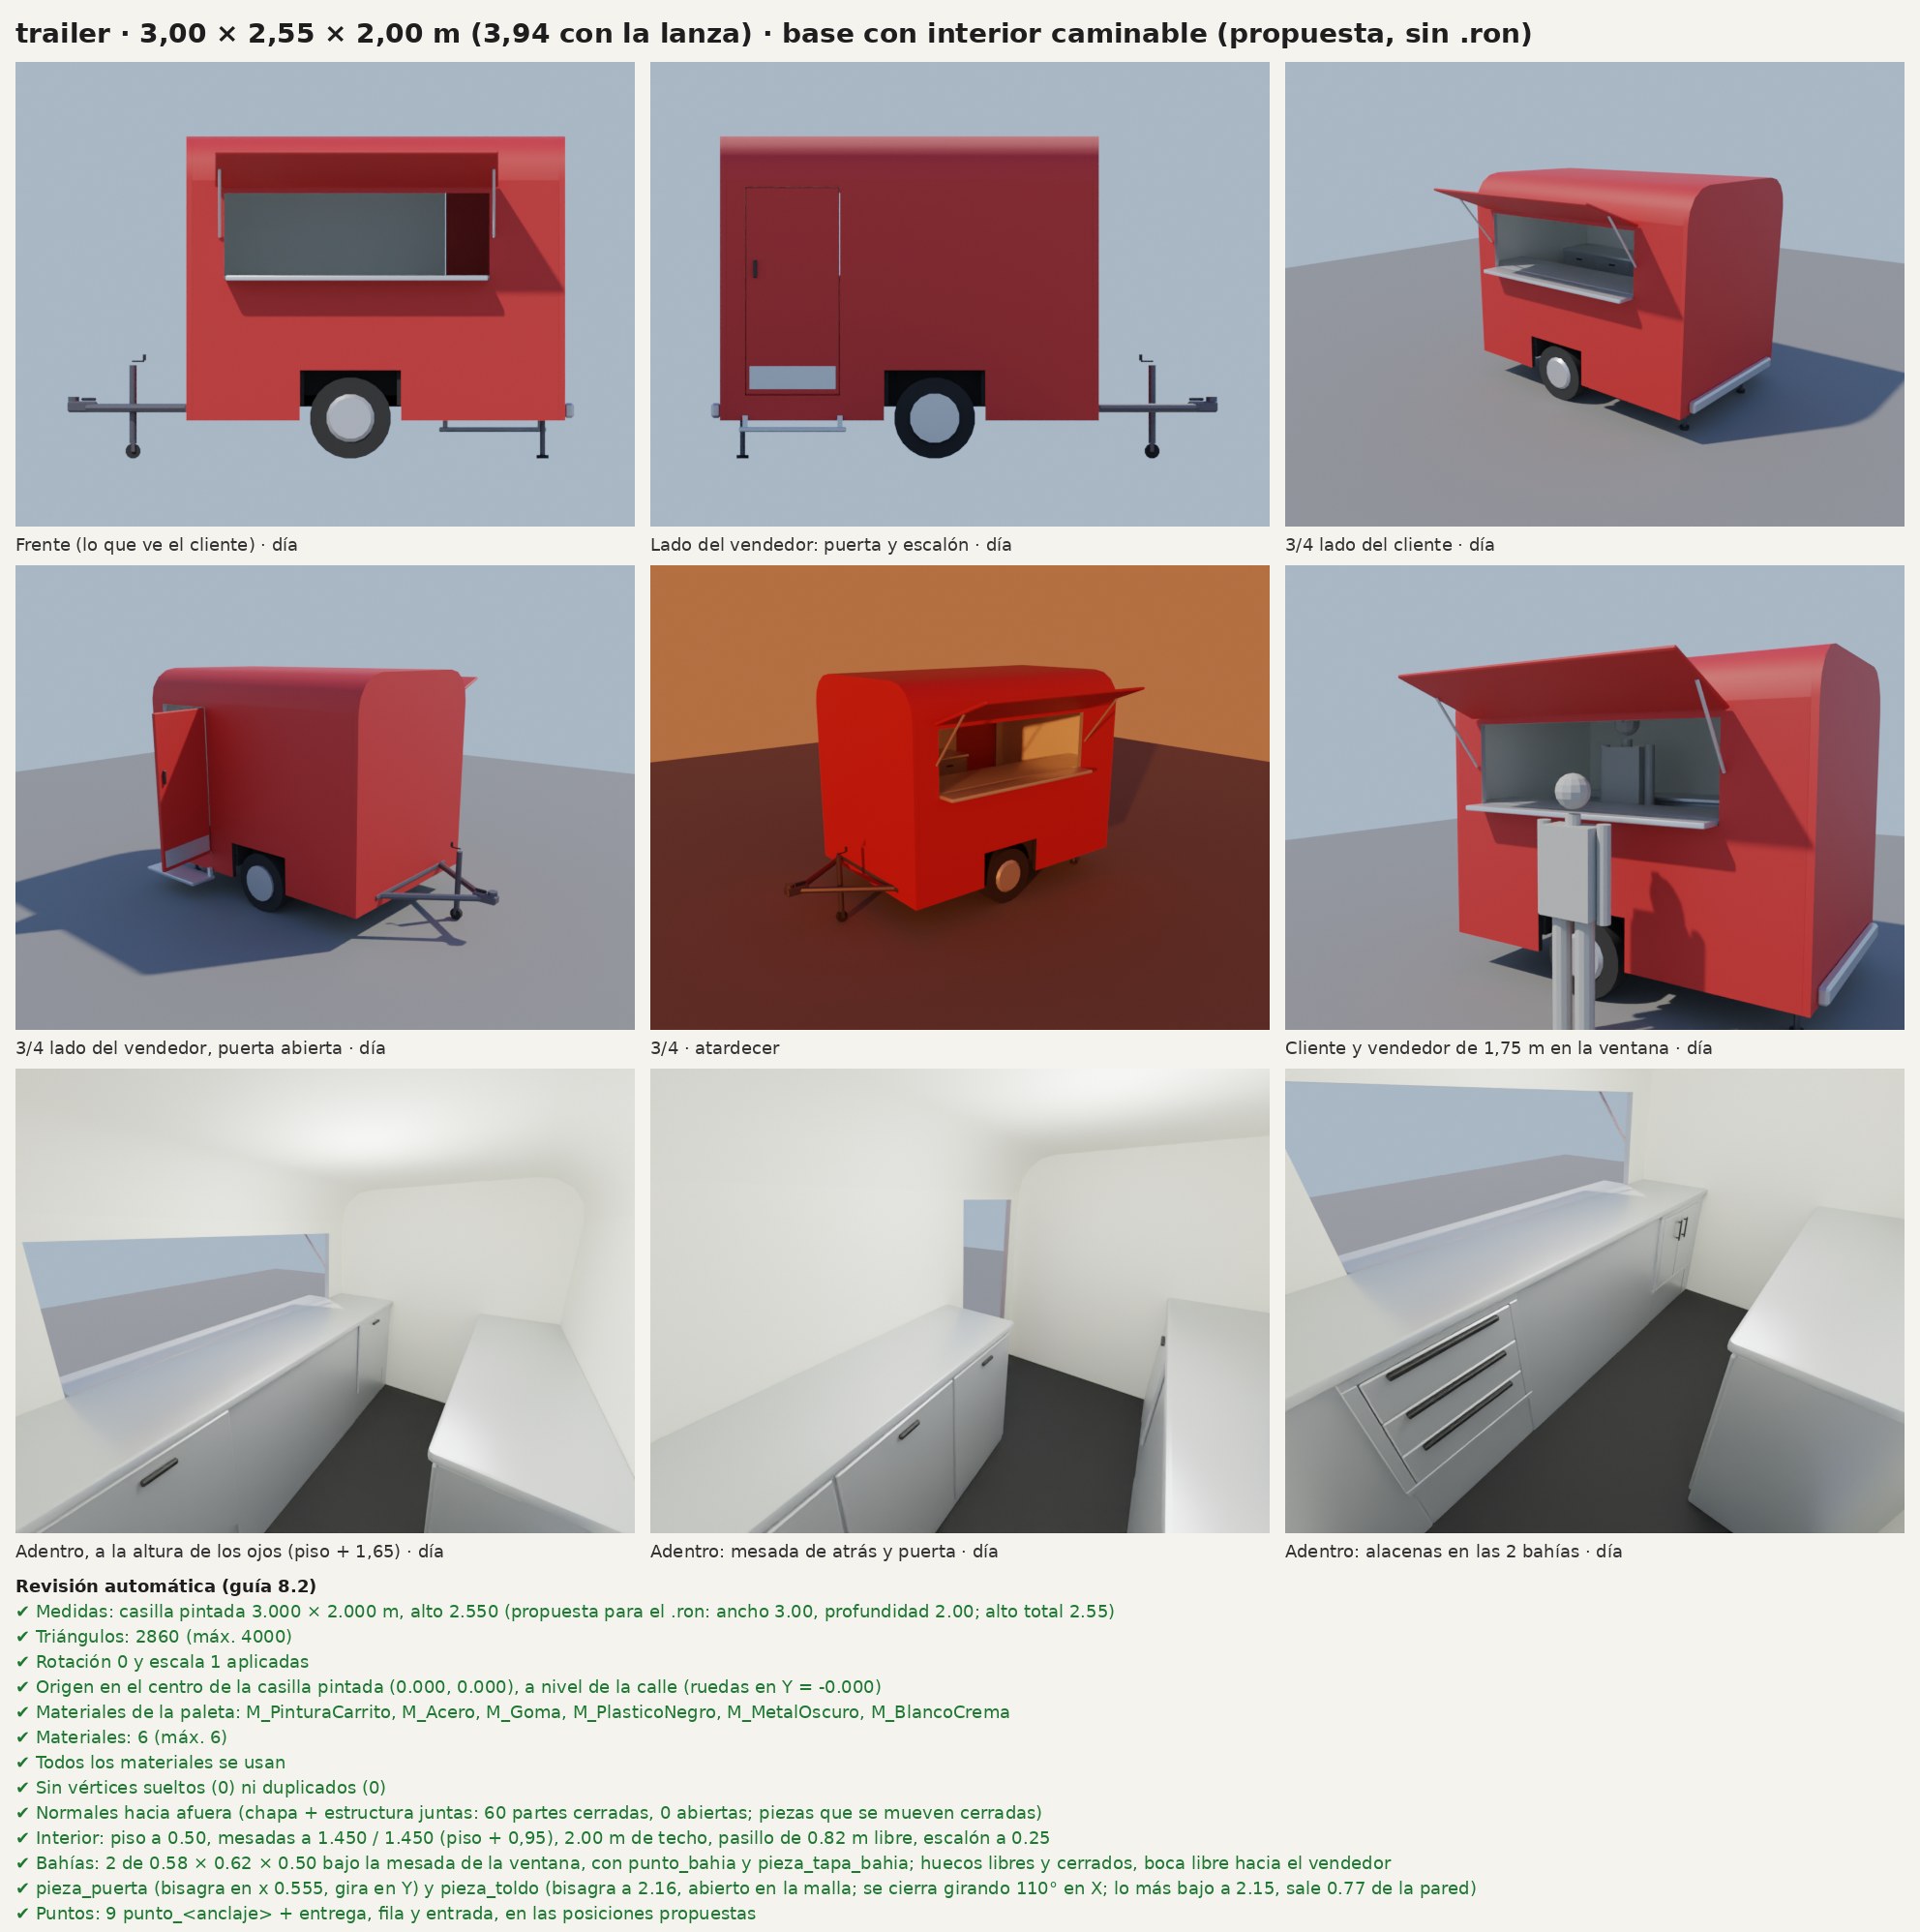 trailer · 3,00 × 2,55 × 2,00 m (3,94 con la lanza) · base con interior caminable (propuesta, sin .ron)
Frente (lo que ve el cliente) · día
Lado del vendedor: puerta y escalón · día
3/4 lado del cliente · día
3/4 lado del vendedor, puerta abierta · día
3/4 · atardecer
Cliente y vendedor de 1,75 m en la ventana · día
Adentro, a la altura de los ojos (piso + 1,65) · día
Adentro: mesada de atrás y puerta · día
Adentro: alacenas en las 2 bahías · día
Revisión automática (guía 8.2)
✔ Medidas: casilla pintada 3.000 × 2.000 m, alto 2.550 (propuesta para el .ron: ancho 3.00, profundidad 2.00; alto total 2.55)
✔ Triángulos: 2860 (máx. 4000)
✔ Rotación 0 y escala 1 aplicadas
✔ Origen en el centro de la casilla pintada (0.000, 0.000), a nivel de la calle (ruedas en Y = -0.000)
✔ Materiales de la paleta: M_PinturaCarrito, M_Acero, M_Goma, M_PlasticoNegro, M_MetalOscuro, M_BlancoCrema
✔ Materiales: 6 (máx. 6)
✔ Todos los materiales se usan
✔ Sin vértices sueltos (0) ni duplicados (0)
✔ Normales hacia afuera (chapa + estructura juntas: 60 partes cerradas, 0 abiertas; piezas que se mueven cerradas)
✔ Interior: piso a 0.50, mesadas a 1.450 / 1.450 (piso + 0,95), 2.00 m de techo, pasillo de 0.82 m libre, escalón a 0.25
✔ Bahías: 2 de 0.58 × 0.62 × 0.50 bajo la mesada de la ventana, con punto_bahia y pieza_tapa_bahia; huecos libres y cerrados, boca libre hacia el vendedor
✔ pieza_puerta (bisagra en x 0.555, gira en Y) y pieza_toldo (bisagra a 2.16, abierto en la malla; se cierra girando 110° en X; lo más bajo a 2.15, sale 0.77 de la pared)
✔ Puntos: 9 punto_<anclaje> + entrega, fila y entrada, en las posiciones propuestas